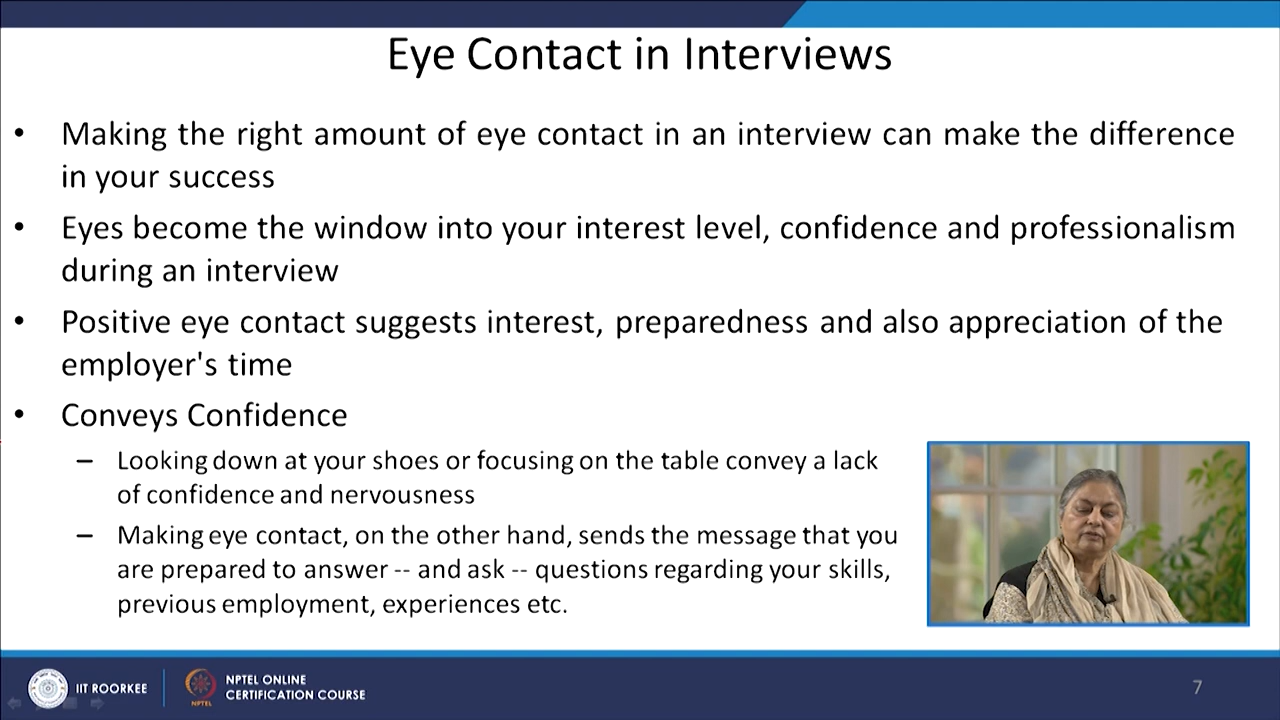 Eye Contact in Interviews
• Making the right amount of eye contact in an interview can make the difference
in your success
• Eyes become the window into your interest level, confidence and professionalism
during an interview
• Positive eye contact suggests interest, preparedness and also appreciation of the
employer's time
• Conveys Confidence
– Looking down at your shoes or focusing on the table convey a lack
of confidence and nervousness
– Making eye contact, on the other hand, sends the message that you
are prepared to answer -- and ask -- questions regarding your skills,
previous employment, experiences etc.
IIT ROORKEE
NPTEL
NPTEL ONLINE
CERTIFICATION COURSE
7